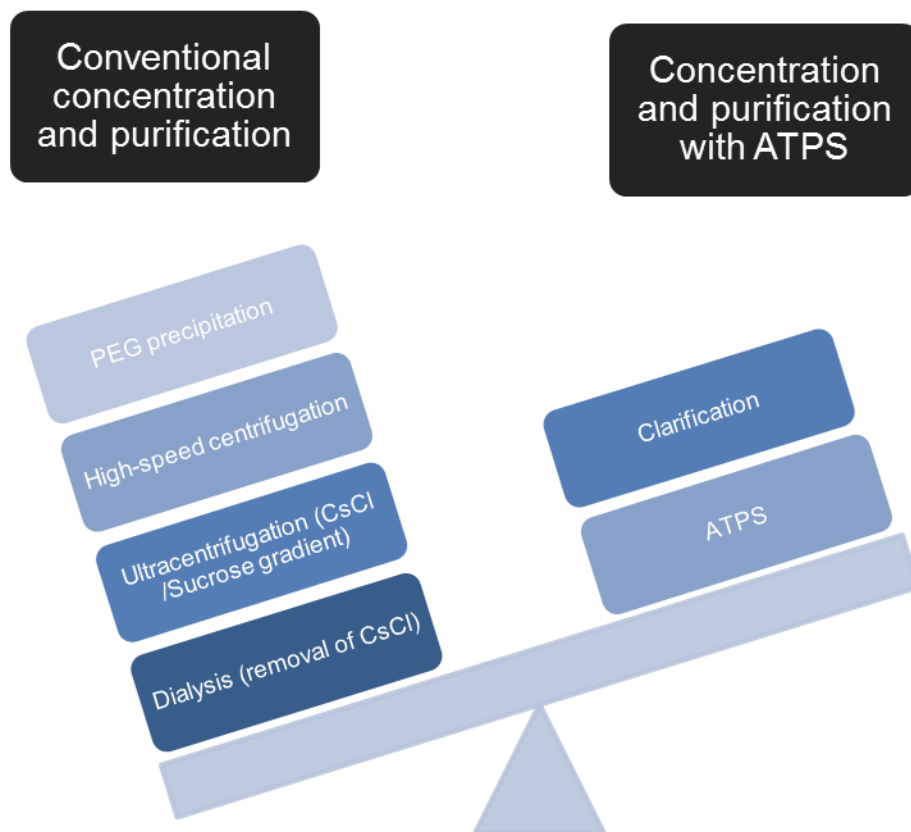 Conventional
concentration
and purification
Concentration
and purification
with ATPS
PEG precipitation
High-speed centrifugation
Ultracentrifugation (CsCl
/Sucrose gradient)
Dialysis (removal of CsCl)
Clarification
ATPS